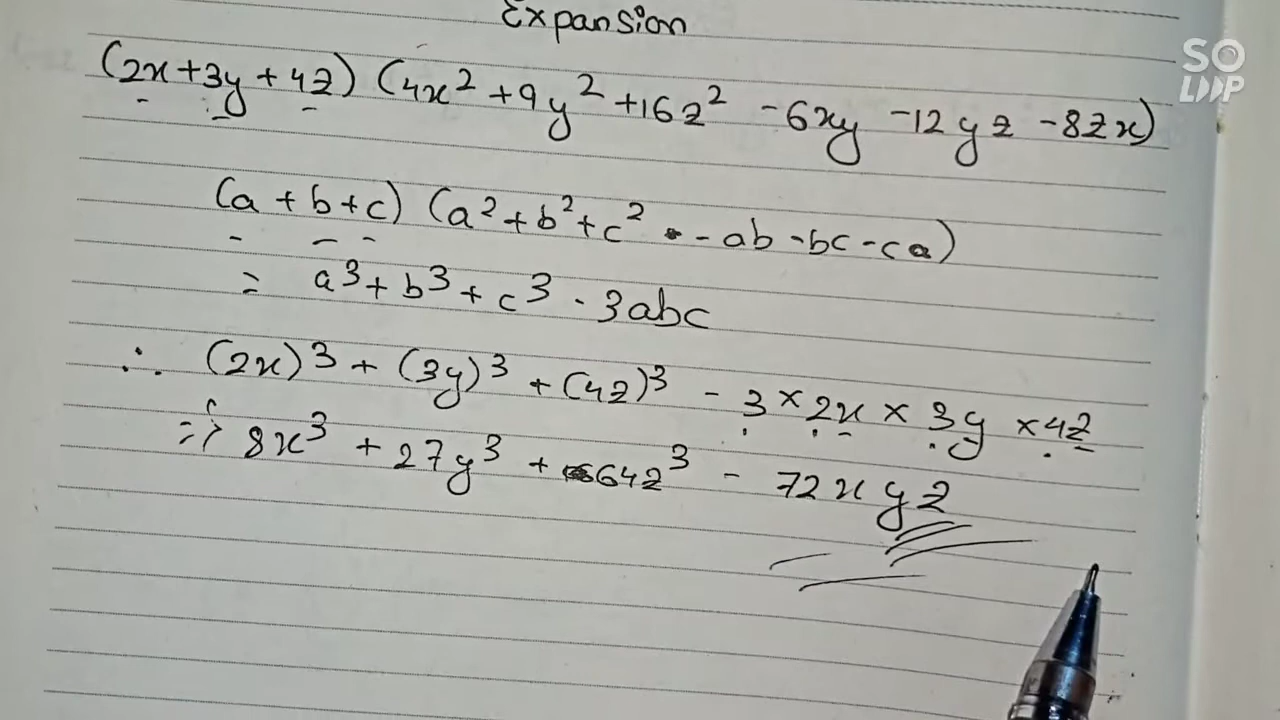 Expansion
SO
LOOP
(2x+3y+4z) (4x² +9y² +16z² -6xy -12yz -8zx)
(a+b+c) (a²+b²+c² - ab -bc -ca)
= a³+b³+c³ - 3abc
∴ (2x)³ + (3y)³ + (4z)³ - 3×2x×3y×4z
=> 8x³ + 27y³ + 64z³ - 72xyz